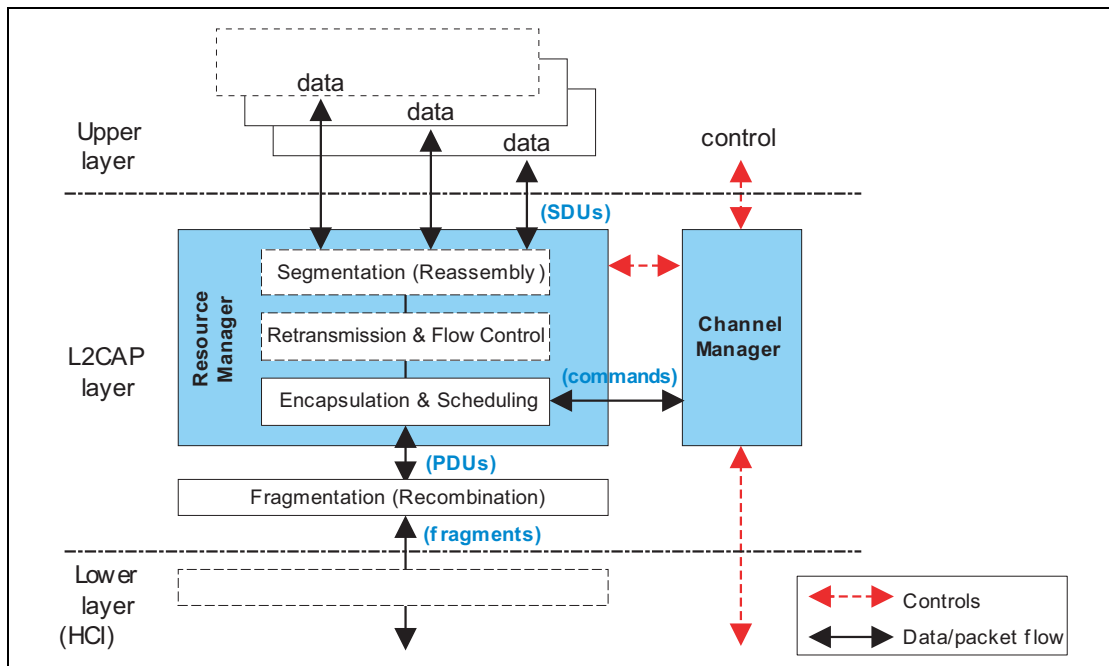 data
data
data
Upper
layer
control
(SDUs)
Segmentation (Reassembly)
Resource
Manager
Retransmission & Flow Control
Channel
Manager
L2CAP
layer
(commands)
Encapsulation & Scheduling
(PDUs)
Fragmentation (Recombination)
(fragments)
Lower
layer
(HCI)
Controls
Data/packet flow